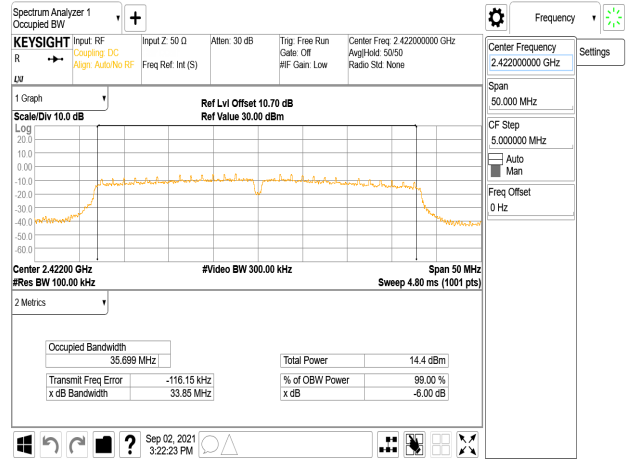 Spectrum Analyzer 1
Occupied BW
Frequency
KEYSIGHT
R
Input: RF
Coupling: DC
Align: Auto/No RF
Input Z: 50 Ω
Freq Ref: Int (S)
Atten: 30 dB
Trig: Free Run
Gate: Off
#IF Gain: Low
Center Freq: 2.422000000 GHz
Avg|Hold: 50/50
Radio Std: None
Center Frequency
2.422000000 GHz
Settings
Span
50.000 MHz
CF Step
5.000000 MHz
Auto
Man
Freq Offset
0 Hz
1 Graph
Scale/Div 10.0 dB
Ref Lvl Offset 10.70 dB
Ref Value 30.00 dBm
Log
20.0
10.0
0.00
-10.0
-20.0
-30.0
-40.0
-50.0
-60.0
Center 2.42200 GHz
#Video BW 300.00 kHz
Span 50 MHz
#Res BW 100.00 kHz
Sweep 4.80 ms (1001 pts)
2 Metrics
Occupied Bandwidth
35.699 MHz
Total Power
14.4 dBm
Transmit Freq Error
-116.15 kHz
% of OBW Power
99.00 %
x dB Bandwidth
33.85 MHz
x dB
-6.00 dB
?
Sep 02, 2021
3:22:23 PM